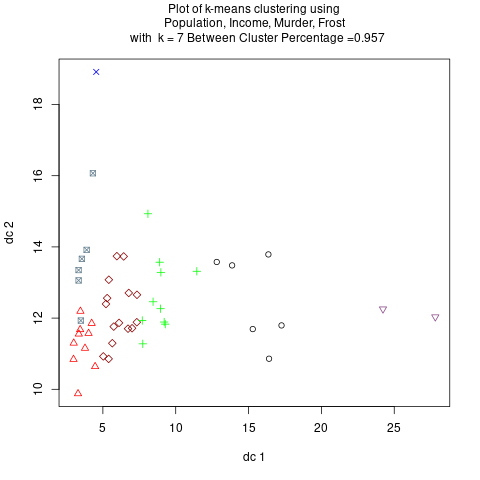 Plot of k-means clustering using
Population, Income, Murder, Frost
with k = 7 Between Cluster Percentage =0.957
18
16
14
12
10
dc 2
5 10 15 20 25
dc 1